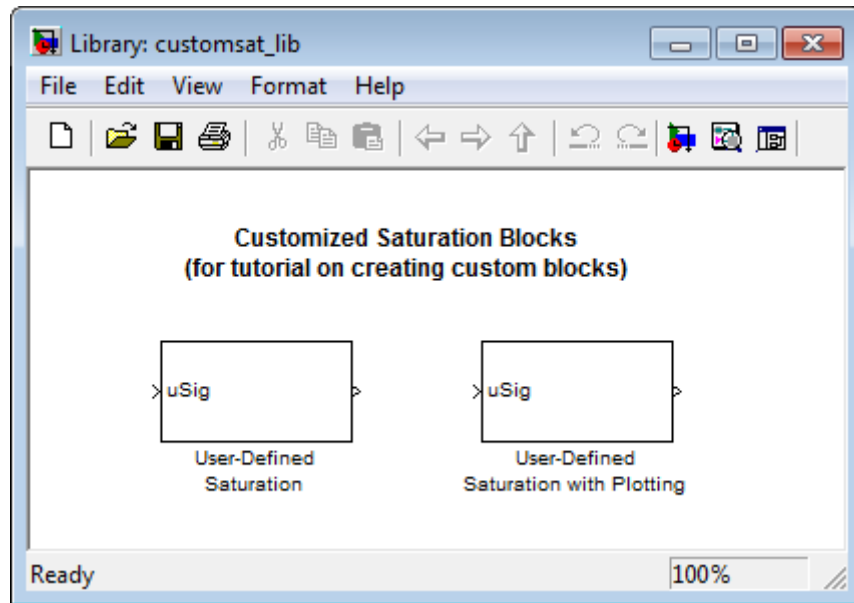 Library: customsat_lib
File Edit View Format Help
Customized Saturation Blocks
(for tutorial on creating custom blocks)
uSig
User-Defined
Saturation
uSig
User-Defined
Saturation with Plotting
Ready
100%